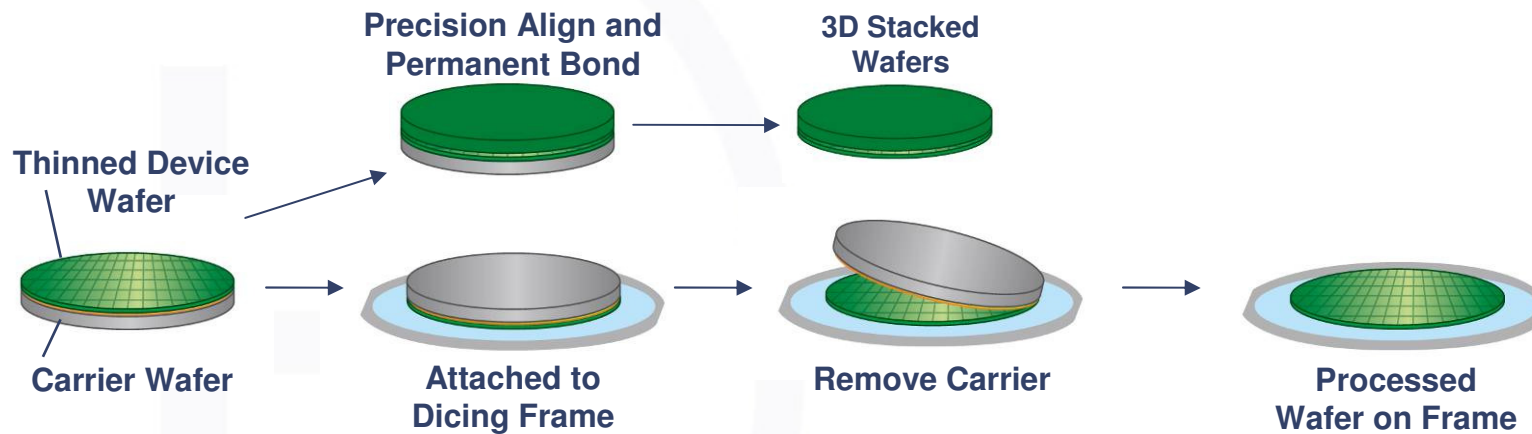 Precision Align and
Permanent Bond
3D Stacked
Wafers
Thinned Device
Wafer
Carrier Wafer
Attached to
Dicing Frame
Remove Carrier
Processed
Wafer on Frame